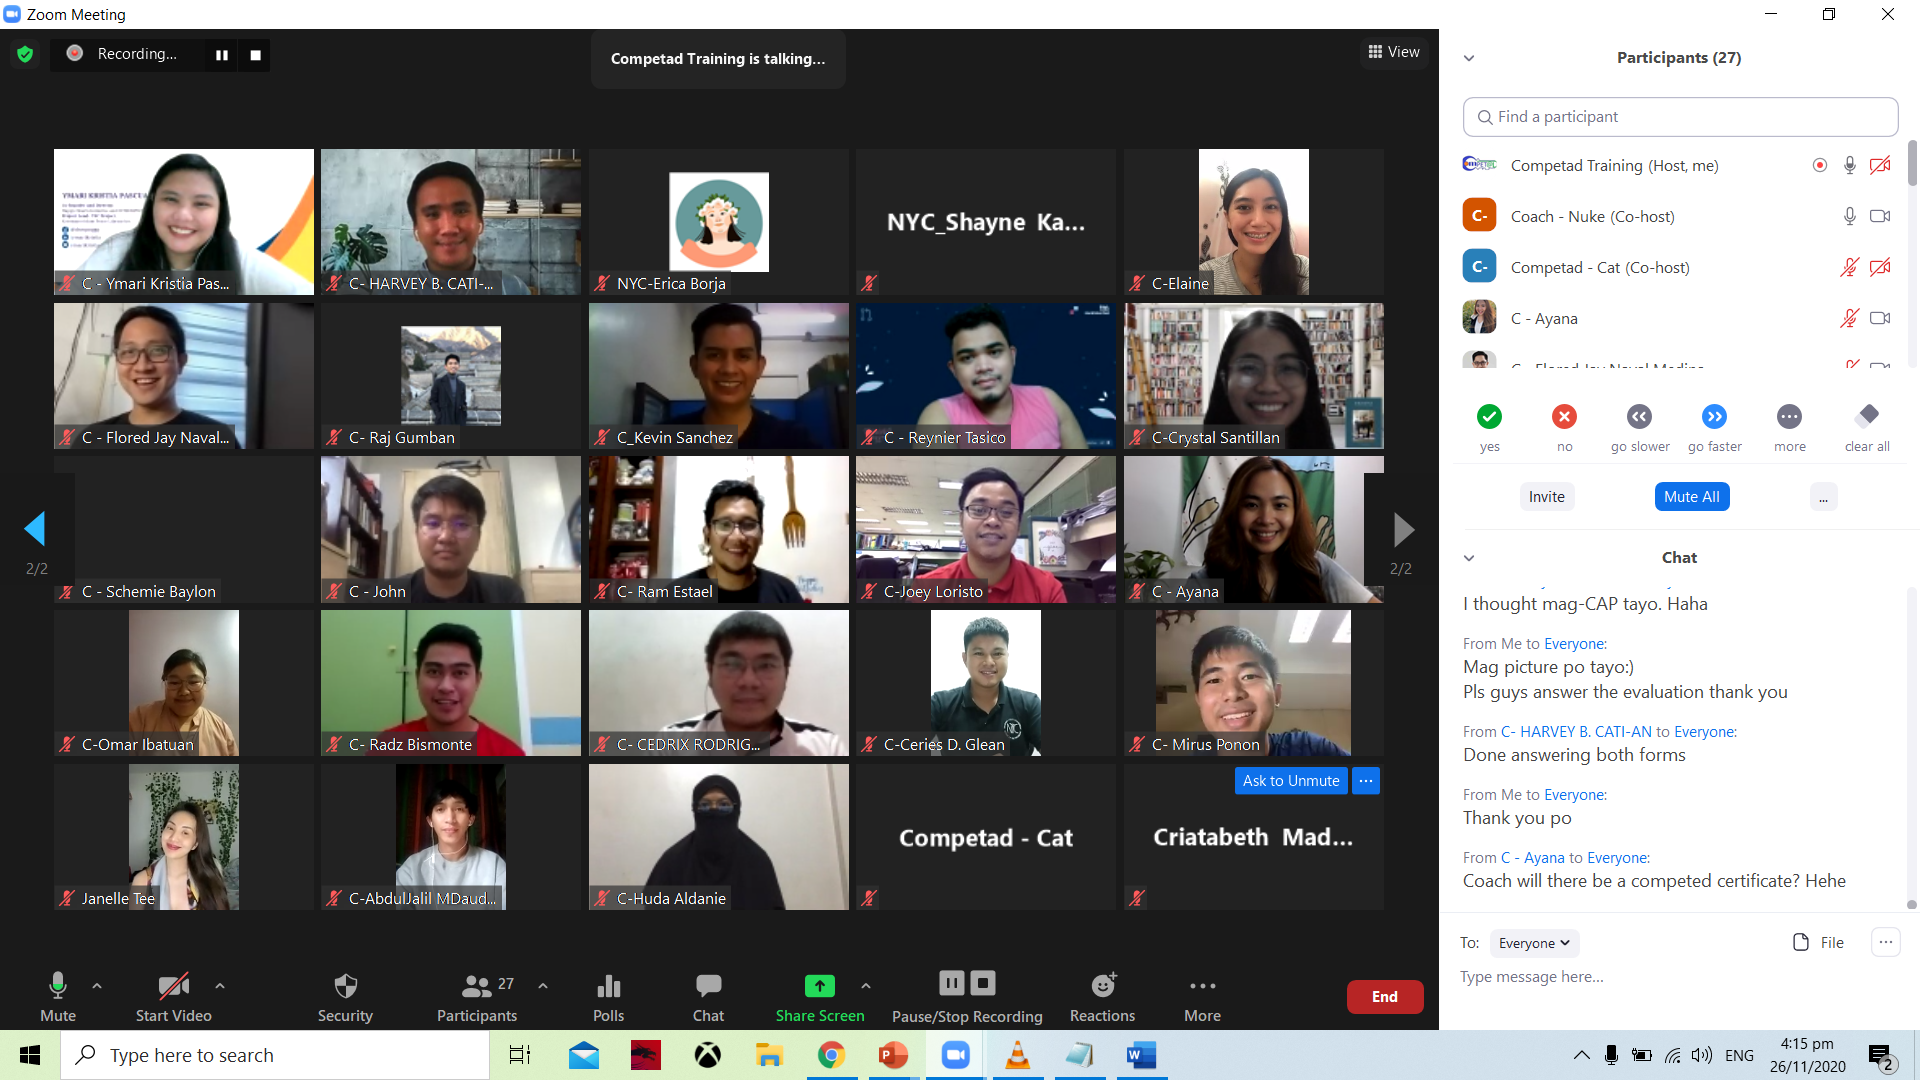 Zoom Meeting
Recording...
Competad Training is talking...
View
YMARI KRISTIA PASCUA
C - Ymari Kristia Pas...
C- HARVEY B. CATI-...
NYC-Erica Borja
NYC_Shayne Ka...
C-Elaine
C - Flored Jay Naval...
C- Raj Gumban
C_Kevin Sanchez
C - Reynier Tasico
C-Crystal Santillan
2/2
C - Schemie Baylon
C - John
C- Ram Estael
C-Joey Loristo
C - Ayana
2/2
C-Omar Ibatuan
C- Radz Bismonte
C- CEDRIX RODRIG...
C-Ceries D. Glean
C- Mirus Ponon
Janelle Tee
C-AbdulJalil MDaud...
C-Huda Aldanie
Competad - Cat
Ask to Unmute
Criatabeth Mad...
Mute
Start Video
Security
27
Participants
Polls
Chat
Share Screen
Pause/Stop Recording
Reactions
More
End
Participants (27)
Find a participant
Competad Training (Host, me)
C- Coach - Nuke (Co-host)
C- Competad - Cat (Co-host)
C - Ayana
C - Flored Jay Naval Medina
yes
no
go slower
go faster
more
clear all
Invite
Mute All
...
Chat
I thought mag-CAP tayo. Haha
From Me to Everyone:
Mag picture po tayo:)
Pls guys answer the evaluation thank you
From C- HARVEY B. CATI-AN to Everyone:
Done answering both forms
From Me to Everyone:
Thank you po
From C - Ayana to Everyone:
Coach will there be a competed certificate? Hehe
To: Everyone
File
Type message here...
Type here to search
ENG
4:15 pm
26/11/2020
2